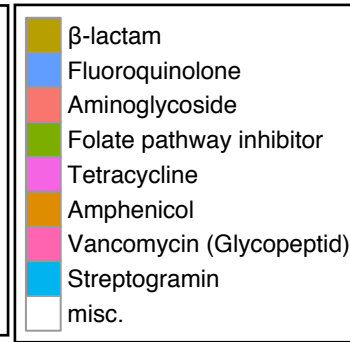 β-lactam
Fluoroquinolone
Aminoglycoside
Folate pathway inhibitor
Tetracycline
Amphenicol
Vancomycin (Glycopeptid)
Streptogramin
misc.